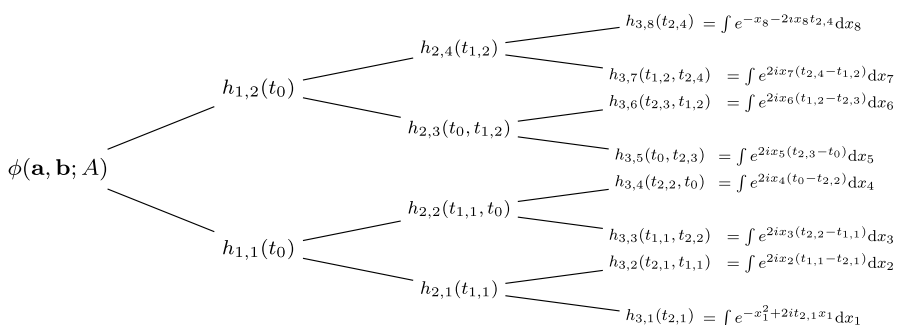 h_{3,8}(t_{2,4}) = ∫ e^{-x_8-2ıx_8t_{2,4}}dx_8
h_{2,4}(t_{1,2})
h_{3,7}(t_{1,2}, t_{2,4}) = ∫ e^{2ix_7(t_{2,4}-t_{1,2})}dx_7
h_{1,2}(t_0)
h_{3,6}(t_{2,3}, t_{1,2}) = ∫ e^{2ix_6(t_{1,2}-t_{2,3})}dx_6
h_{2,3}(t_0, t_{1,2})
h_{3,5}(t_0, t_{2,3}) = ∫ e^{2ix_5(t_{2,3}-t_0)}dx_5
ϕ(a, b; A)
h_{3,4}(t_{2,2}, t_0) = ∫ e^{2ix_4(t_0-t_{2,2})}dx_4
h_{2,2}(t_{1,1}, t_0)
h_{3,3}(t_{1,1}, t_{2,2}) = ∫ e^{2ix_3(t_{2,2}-t_{1,1})}dx_3
h_{1,1}(t_0)
h_{3,2}(t_{2,1}, t_{1,1}) = ∫ e^{2ix_2(t_{1,1}-t_{2,1})}dx_2
h_{2,1}(t_{1,1})
h_{3,1}(t_{2,1}) = ∫ e^{-x_1^2+2it_{2,1}x_1}dx_1